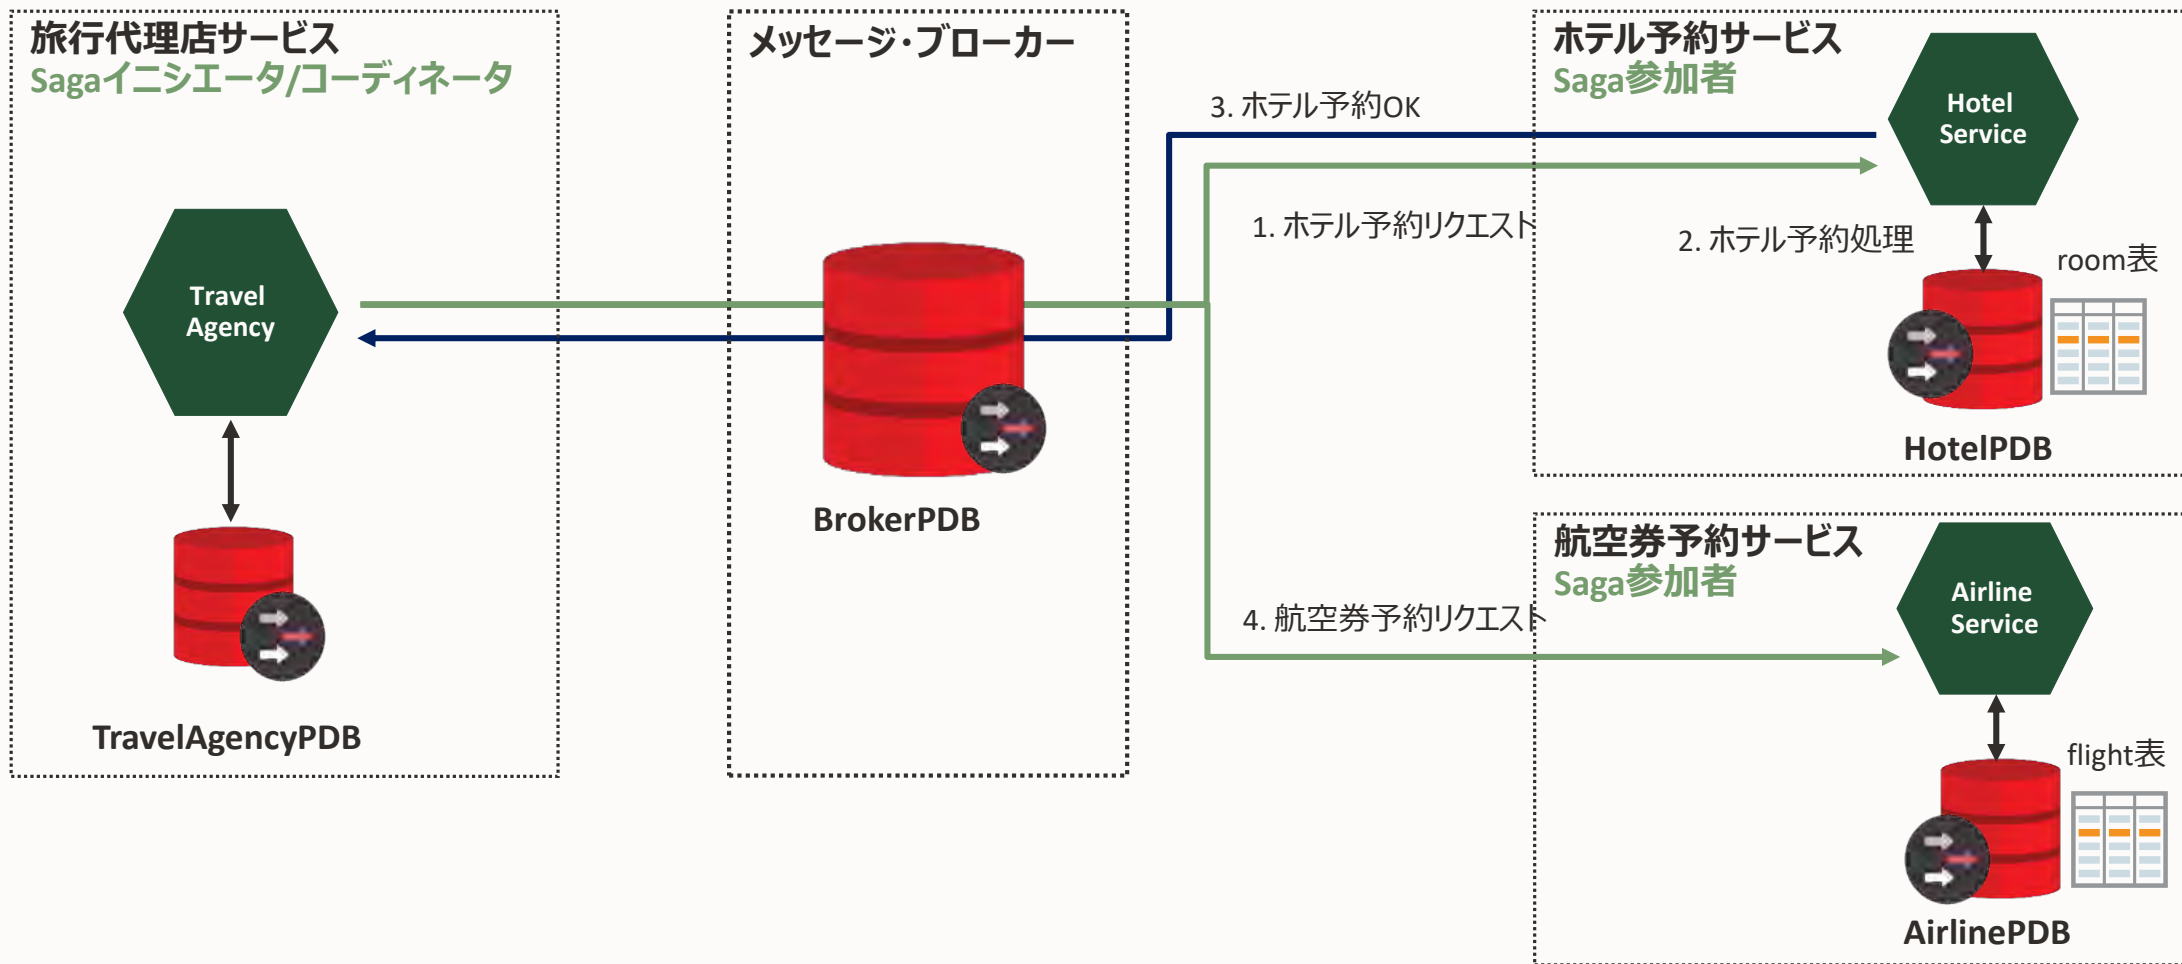 旅行代理店サービス
Sagaイニシエータ/コーディネータ
Travel
Agency
TravelAgencyPDB
メッセージ・ブローカー
BrokerPDB
3. ホテル予約OK
1. ホテル予約リクエスト
4. 航空券予約リクエスト
ホテル予約サービス
Saga参加者
Hotel
Service
2. ホテル予約処理
room表
HotelPDB
航空券予約サービス
Saga参加者
Airline
Service
flight表
AirlinePDB